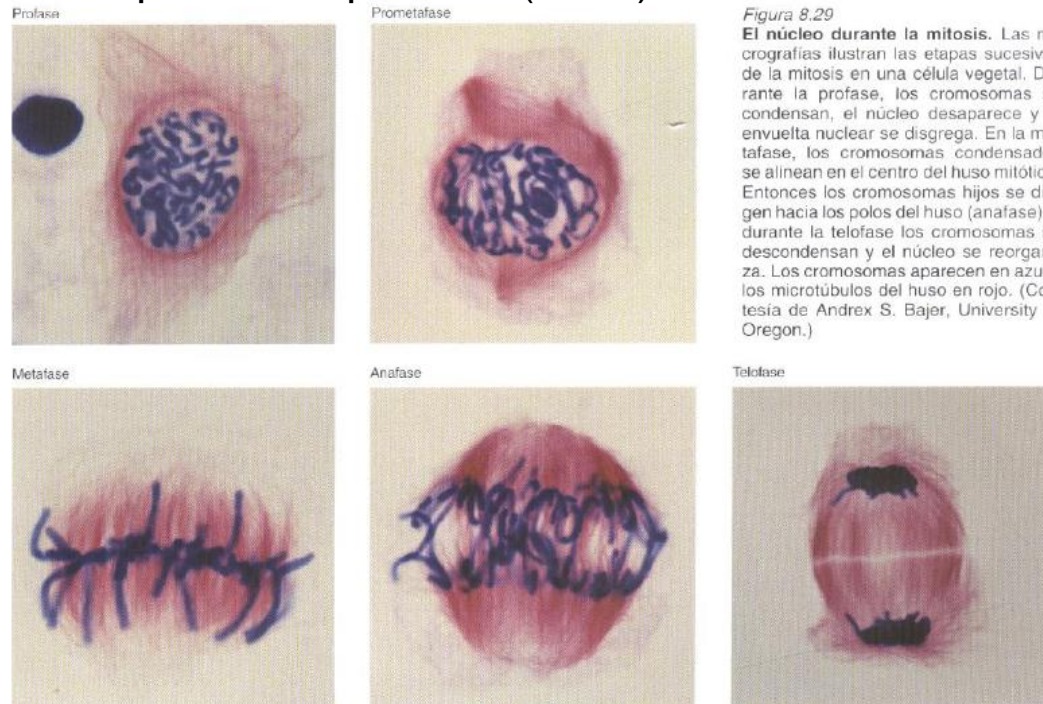 Profase
Prometafase
Figura 8.29
El núcleo durante la mitosis. Las
crografías ilustran las etapas
de la mitosis en una célula vegetal.
rante la profase, los cromosomas
condensan, el núcleo desaparece y
envuelta nuclear se disgrega. En la
tafase, los cromosomas
se alinean en el centro del huso
Entonces los cromosomas hijos se
gen hacia los polos del huso (anafase)
durante la telofase los cromosomas
descondensan y el núcleo se
za. Los cromosomas aparecen en
los microtúbulos del huso en rojo.
tesía de Andrex S. Bajer, University
Oregon.)
Metafase
Anafase
Telofase